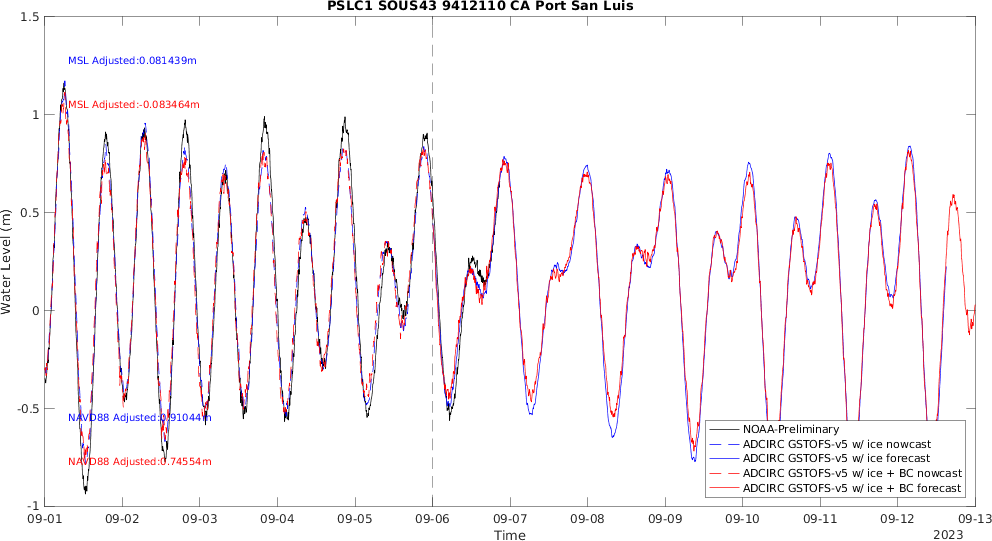 PSLC1 SOUS43 9412110 CA Port San Luis
1.5
1
0.5
0
-0.5
-1
Water Level (m)
MSL Adjusted:0.081439m
MSL Adjusted:-0.083464m
NAVD88 Adjusted:0.91044m
NAVD88 Adjusted:0.74554m
NOAA-Preliminary
ADCIRC GSTOFS-v5 w/ ice nowcast
ADCIRC GSTOFS-v5 w/ ice forecast
ADCIRC GSTOFS-v5 w/ ice + BC nowcast
ADCIRC GSTOFS-v5 w/ ice + BC forecast
09-01 09-02 09-03 09-04 09-05 09-06 09-07 09-08 09-09 09-10 09-11 09-12 09-13
Time
2023